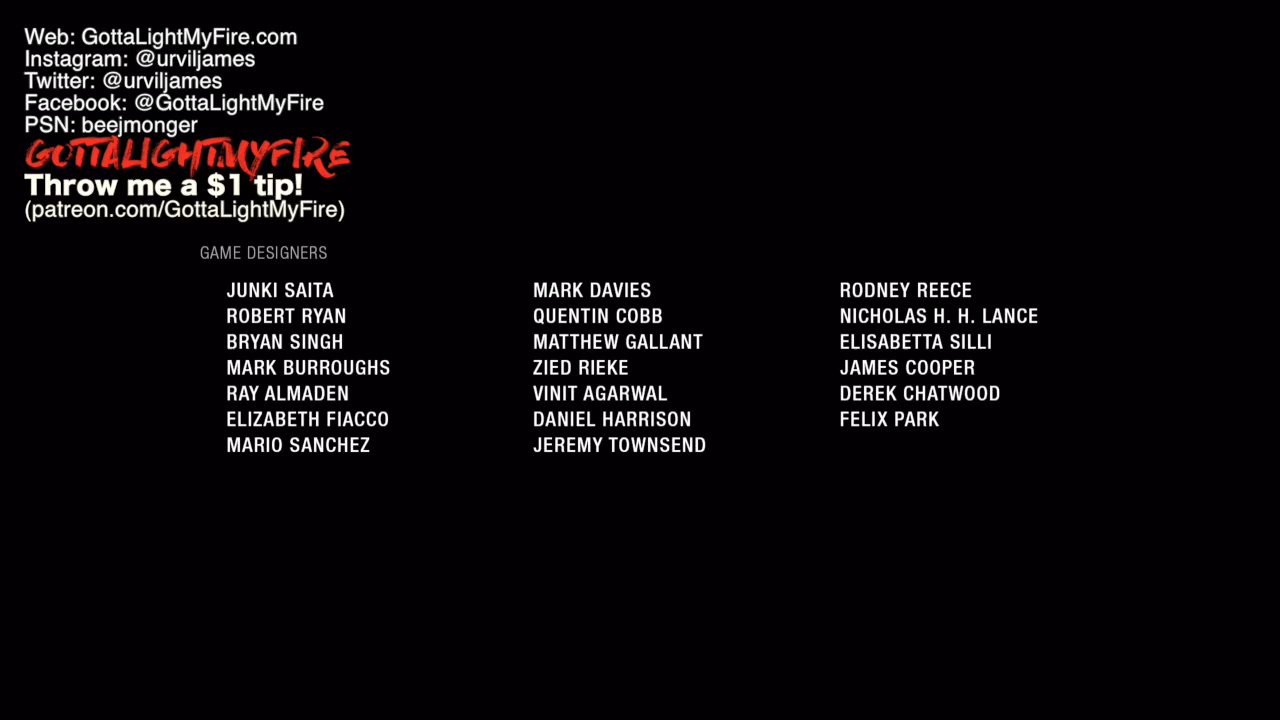 Web: GottaLightMyFire.com
Instagram: @urviljames
Twitter: @urviljames
Facebook: @GottaLightMyFire
PSN: beejmonger
GOTTALIGHTMYFIRE
Throw me a $1 tip!
(patreon.com/GottaLightMyFire)
GAME DESIGNERS
JUNKI SAITA
ROBERT RYAN
BRYAN SINGH
MARK BURROUGHS
RAY ALMADEN
ELIZABETH FIACCO
MARIO SANCHEZ
MARK DAVIES
QUENTIN COBB
MATTHEW GALLANT
ZIED RIEKE
VINIT AGARWAL
DANIEL HARRISON
JEREMY TOWNSEND
RODNEY REECE
NICHOLAS H. H. LANCE
ELISABETTA SILLI
JAMES COOPER
DEREK CHATWOOD
FELIX PARK